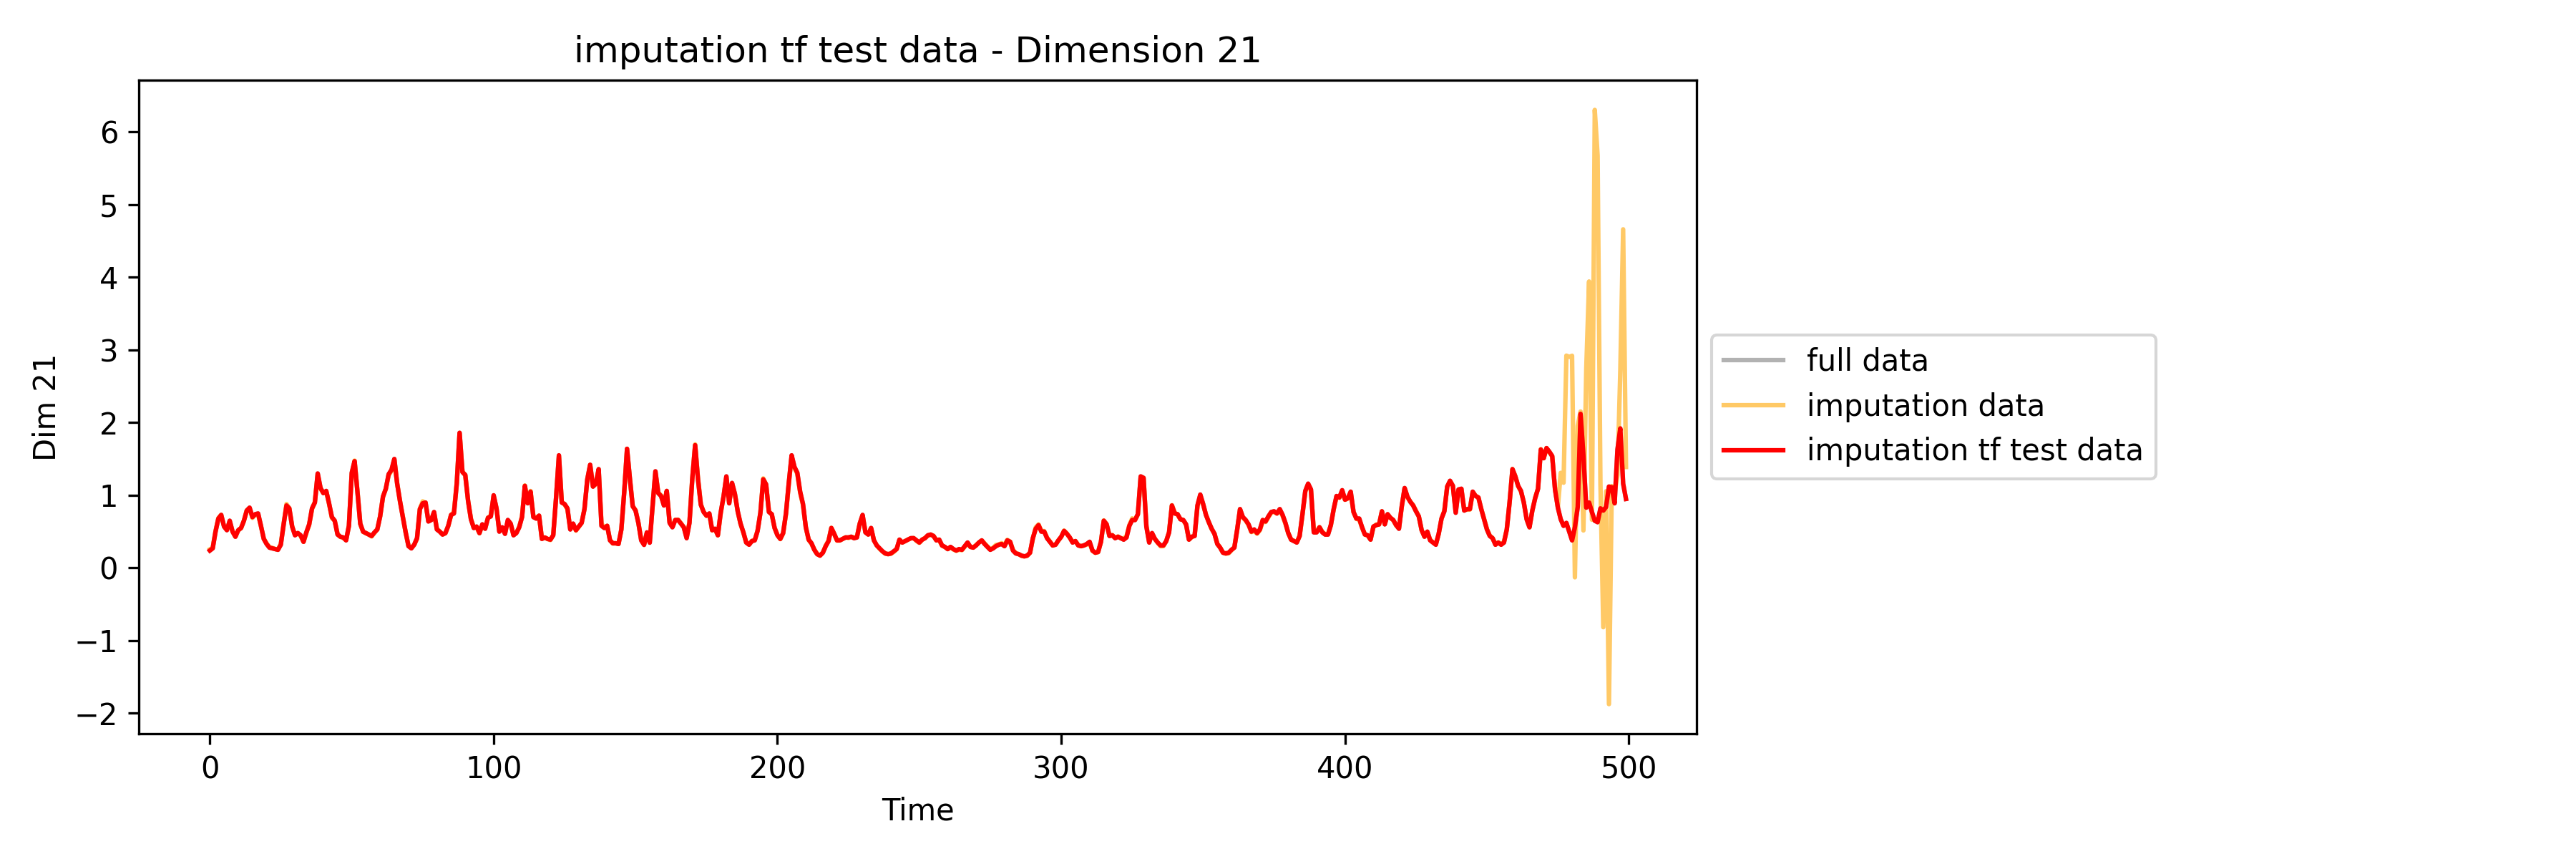 imputation tf test data - Dimension 21
6
5
4
3
2
1
0
−1
−2
Dim 21
0 100 200 300 400 500
Time
full data
imputation data
imputation tf test data